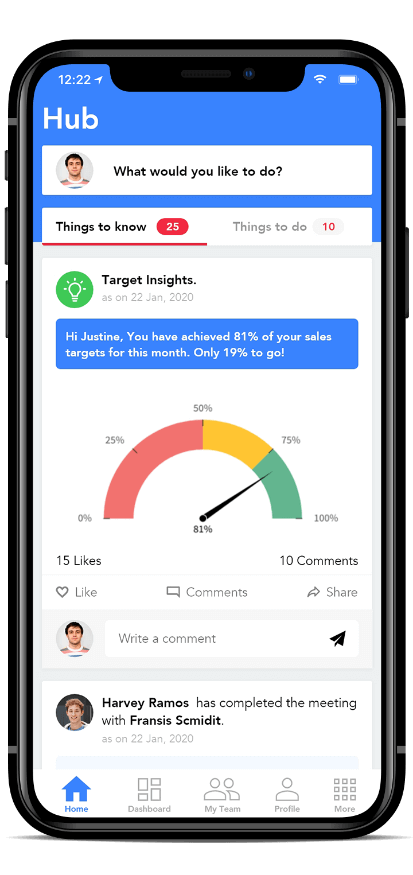 12:22
Hub
What would you like to do?
Things to know 25
Things to do 10
Target Insights.
as on 22 Jan, 2020
Hi Justine, You have achieved 81% of your sales
targets for this month. Only 19% to go!
50%
25%
75%
0%
100%
81%
15 Likes
10 Comments
Like
Comments
Share
Write a comment
Harvey Ramos has completed the meeting
with Fransis Scmidit.
as on 22 Jan, 2020
Home
Dashboard
My Team
Profile
More